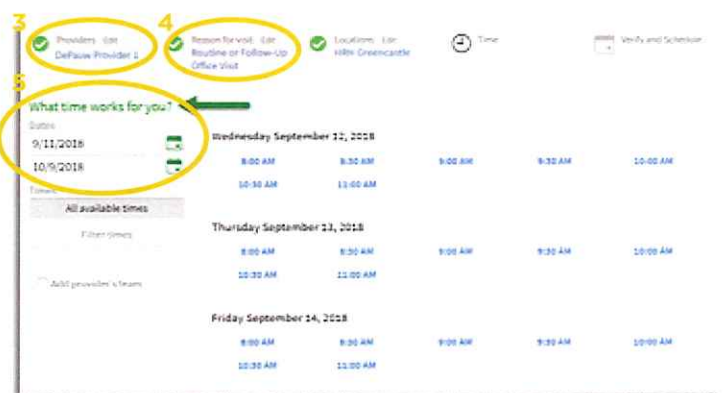 3
4
Providers Edit
DePauw Provider 1
Reason for visit Edit
Routine or Follow-Up
Office Visit
Locations Edit
HRH Greencastle
Time
Verify and Schedule
5
What time works for you?
Dates
9/11/2018
10/9/2018
Times
All available times
Filter times
Add provider's team
Wednesday September 12, 2018
8:00 AM 8:30 AM 9:00 AM 9:30 AM 10:00 AM
10:30 AM 11:00 AM
Thursday September 13, 2018
8:00 AM 8:30 AM 9:00 AM 9:30 AM 10:00 AM
10:30 AM 11:00 AM
Friday September 14, 2018
8:00 AM 8:30 AM 9:00 AM 9:30 AM 10:00 AM
10:30 AM 11:00 AM